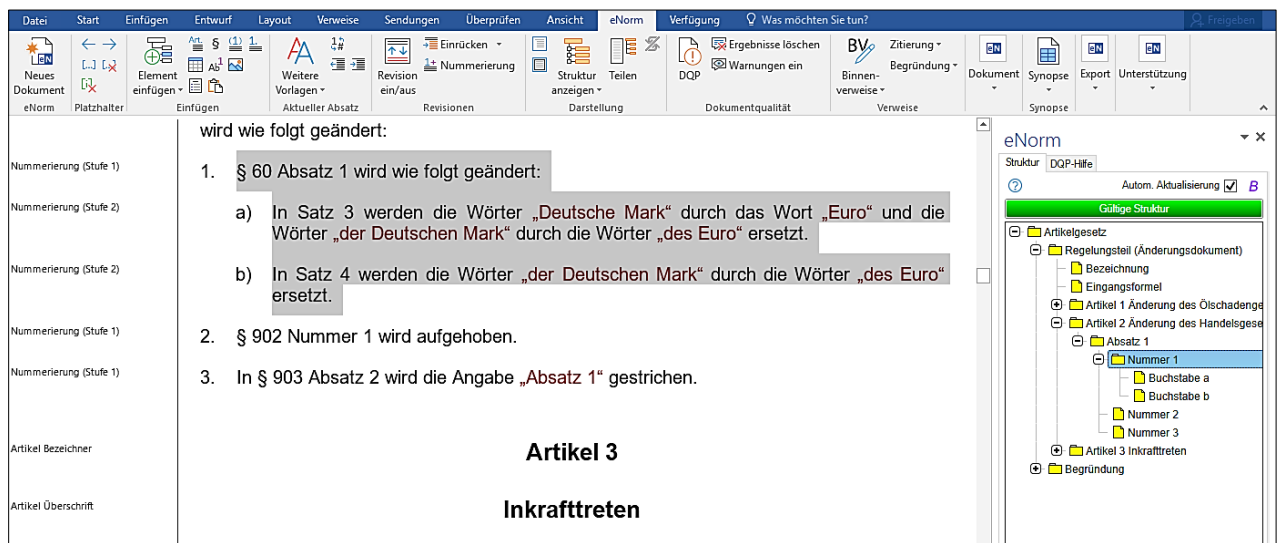 Datei Start Einfügen Entwurf Layout Verweise Sendungen Überprüfen Ansicht eNorm Verfügung Was möchten Sie tun? Freigeben
Neues Dokument
Element einfügen
Art. § (1) 1.
Ab¹
Weitere Vorlagen
Revision ein/aus
Einrücken
Nummerierung
Struktur anzeigen
Teilen
DQP
Ergebnisse löschen
Warnungen ein
BV
Binnen-verweise
Zitierung
Begründung
Dokument
Synopse
Export
Unterstützung
eNorm Platzhalter Einfügen Aktueller Absatz Revisionen Darstellung Dokumentqualität Verweise Synopse
wird wie folgt geändert:
Nummerierung (Stufe 1)
1. § 60 Absatz 1 wird wie folgt geändert:
Nummerierung (Stufe 2)
a) In Satz 3 werden die Wörter „Deutsche Mark“ durch das Wort „Euro“ und die
Wörter „der Deutschen Mark“ durch die Wörter „des Euro“ ersetzt.
Nummerierung (Stufe 2)
b) In Satz 4 werden die Wörter „der Deutschen Mark“ durch die Wörter „des Euro“
ersetzt.
Nummerierung (Stufe 1)
2. § 902 Nummer 1 wird aufgehoben.
Nummerierung (Stufe 1)
3. In § 903 Absatz 2 wird die Angabe „Absatz 1“ gestrichen.
Artikel Bezeichner
Artikel 3
Artikel Überschrift
Inkrafttreten
eNorm
Struktur DQP-Hilfe
Autom. Aktualisierung B
Gültige Struktur
Artikelgesetz
Regelungsteil (Änderungsdokument)
Bezeichnung
Eingangsformel
Artikel 1 Änderung des Ölschadenge
Artikel 2 Änderung des Handelsgese
Absatz 1
Nummer 1
Buchstabe a
Buchstabe b
Nummer 2
Nummer 3
Artikel 3 Inkrafttreten
Begründung